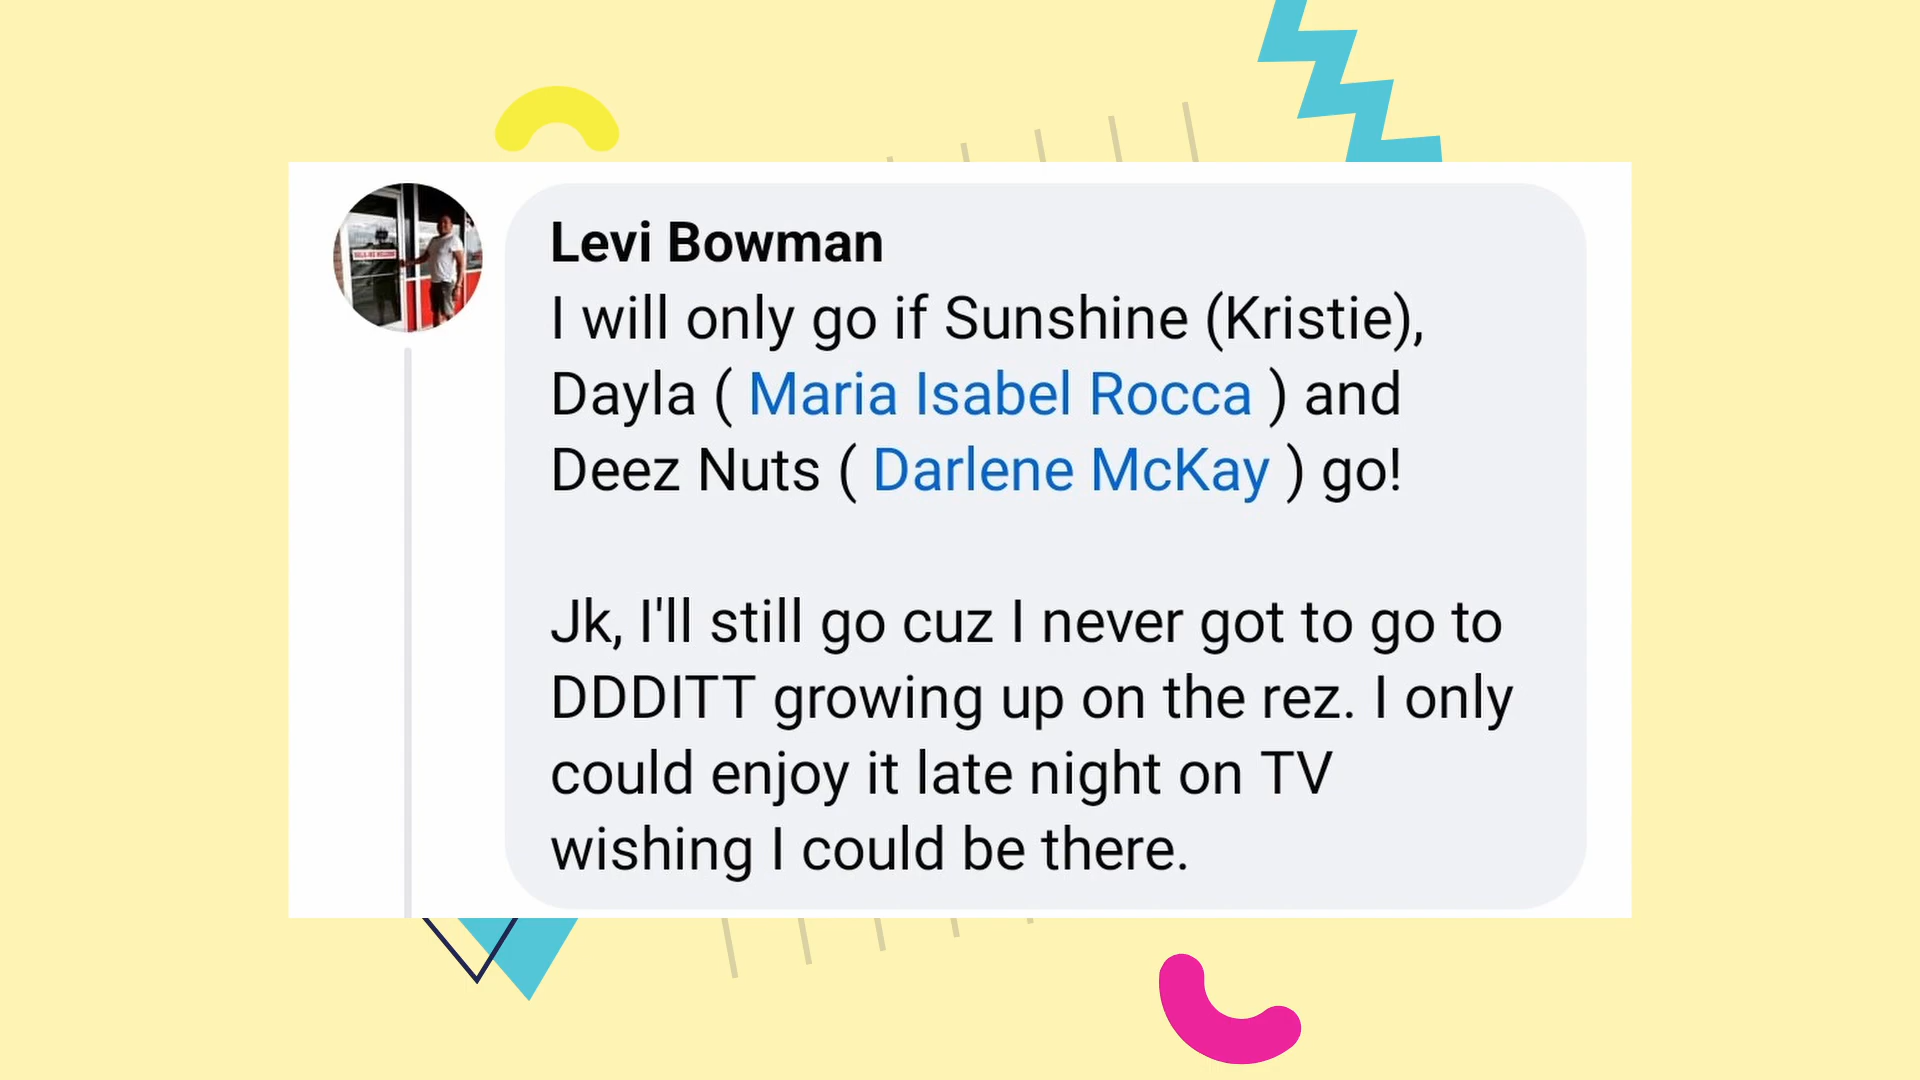 Levi Bowman
I will only go if Sunshine (Kristie),
Dayla ( Maria Isabel Rocca ) and
Deez Nuts ( Darlene McKay ) go!
Jk, I'll still go cuz I never got to go to
DDDITT growing up on the rez. I only
could enjoy it late night on TV
wishing I could be there.